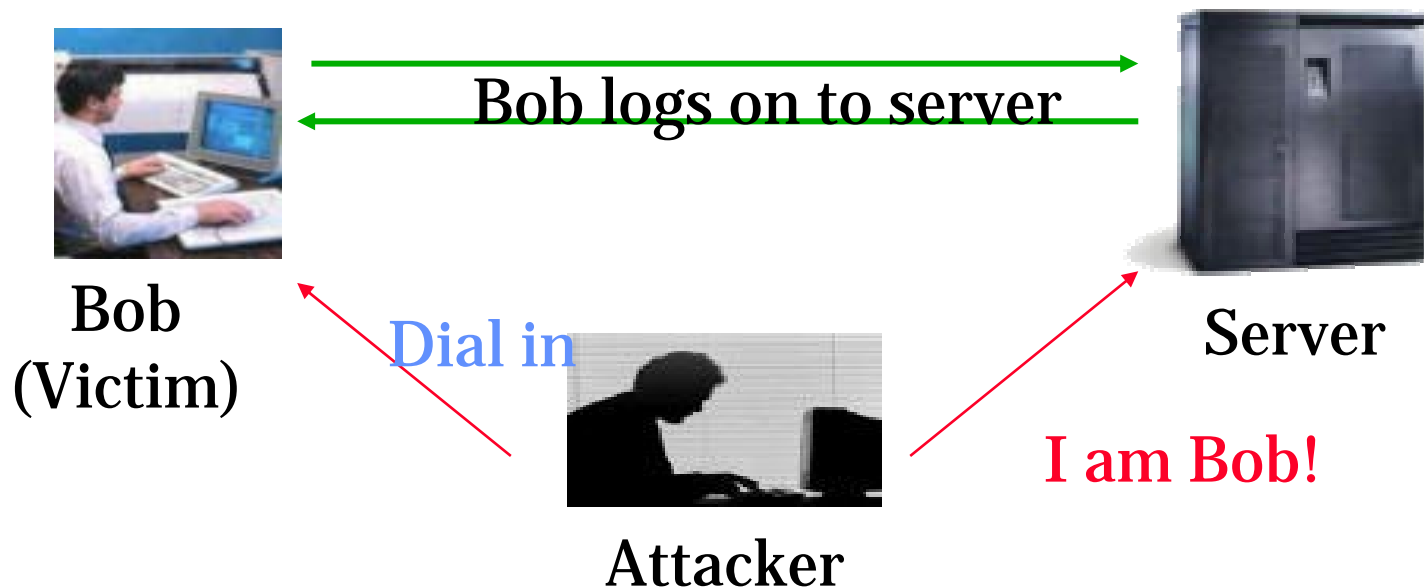 Bob logs on to server
Bob
(Victim)
Dial in
Server
I am Bob!
Attacker